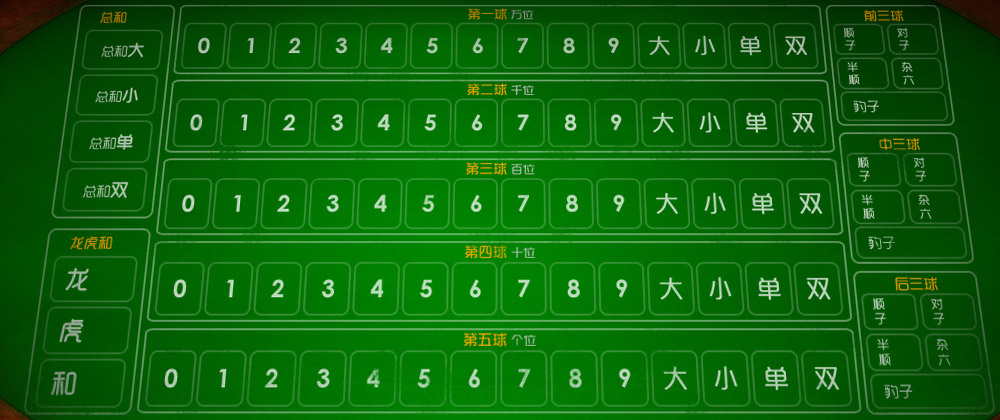 总和
总和大
总和小
总和单
总和双
龙虎和
龙
虎
和
第一球 万位
0 1 2 3 4 5 6 7 8 9 大 小 单 双
第二球 千位
0 1 2 3 4 5 6 7 8 9 大 小 单 双
第三球 百位
0 1 2 3 4 5 6 7 8 9 大 小 单 双
第四球 十位
0 1 2 3 4 5 6 7 8 9 大 小 单 双
第五球 个位
0 1 2 3 4 5 6 7 8 9 大 小 单 双
前三球
顺子 对子
半顺 杂六
豹子
中三球
顺子 对子
半顺 杂六
豹子
后三球
顺子 对子
半顺 杂六
豹子